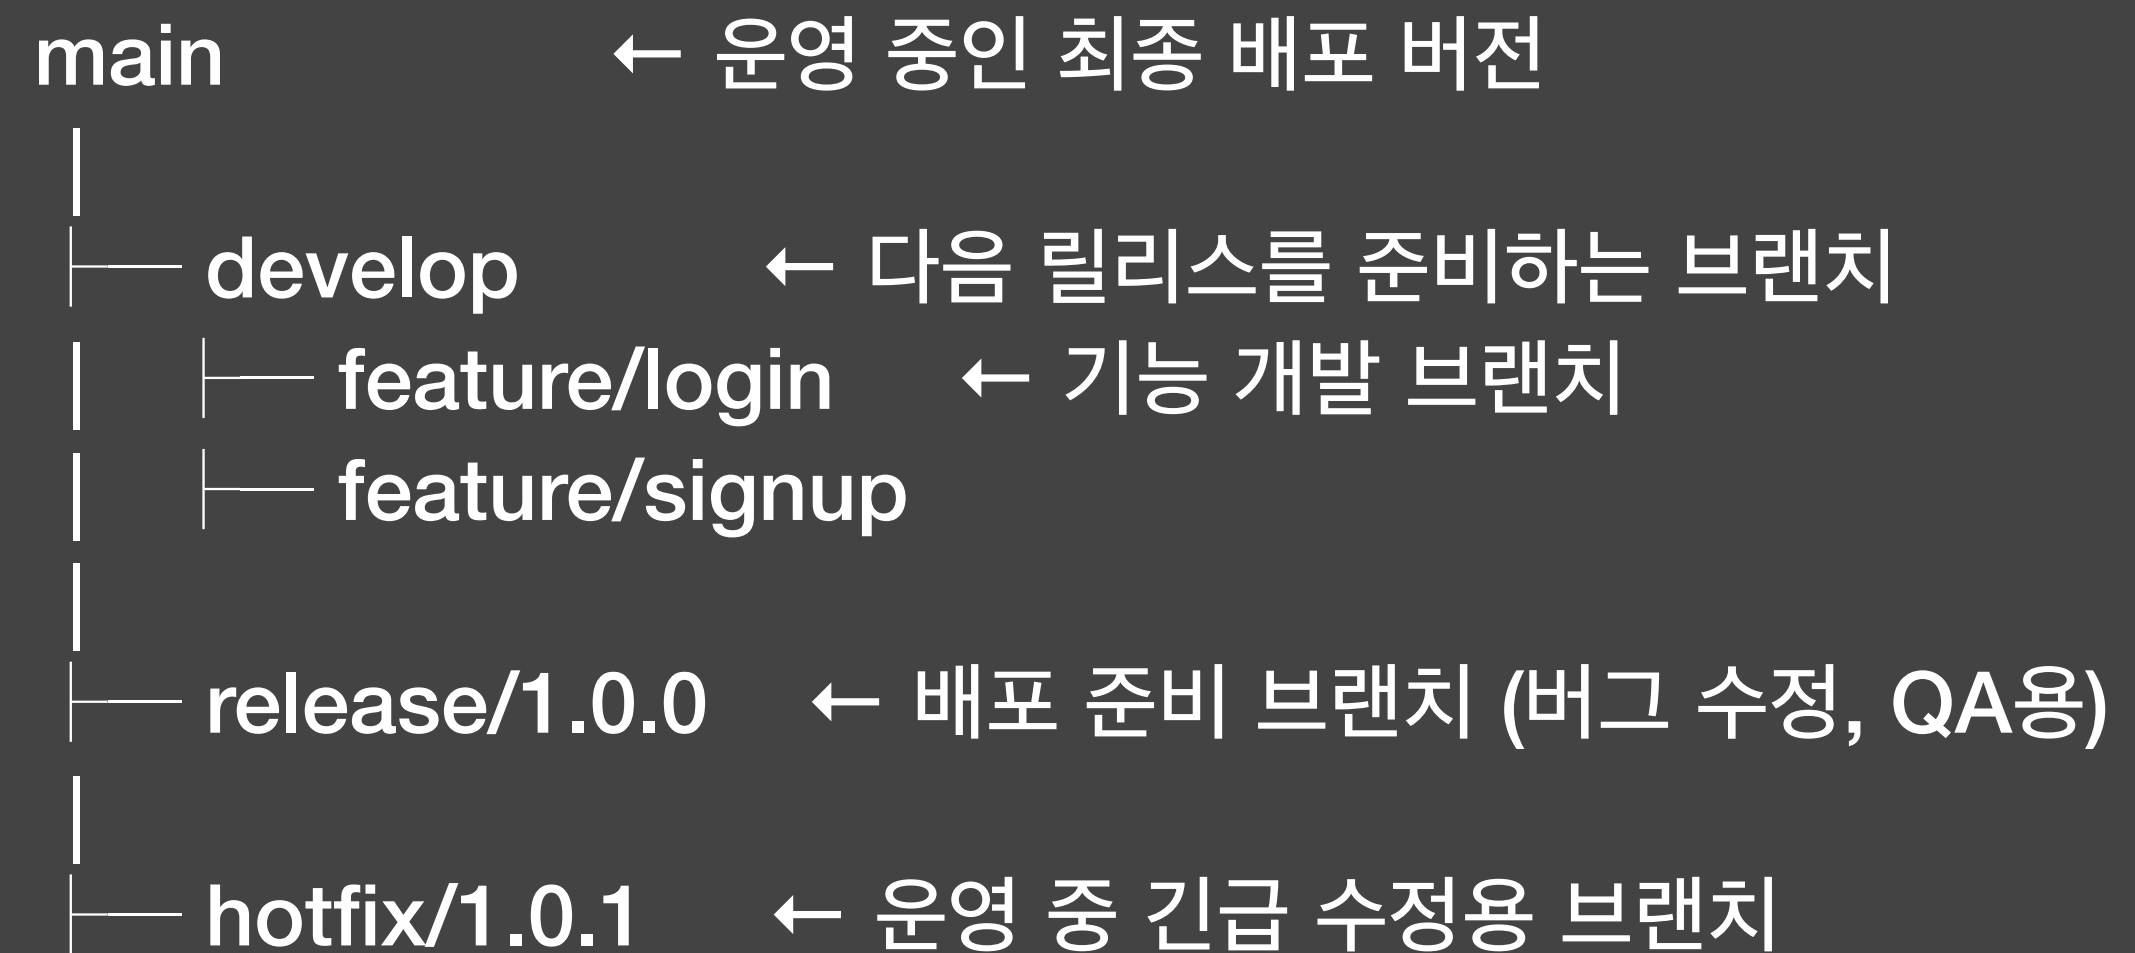 main ← 운영 중인 최종 배포 버전
│
├── develop ← 다음 릴리스를 준비하는 브랜치
│ ├── feature/login ← 기능 개발 브랜치
│ ├── feature/signup
│
├── release/1.0.0 ← 배포 준비 브랜치 (버그 수정, QA용)
│
├── hotfix/1.0.1 ← 운영 중 긴급 수정용 브랜치